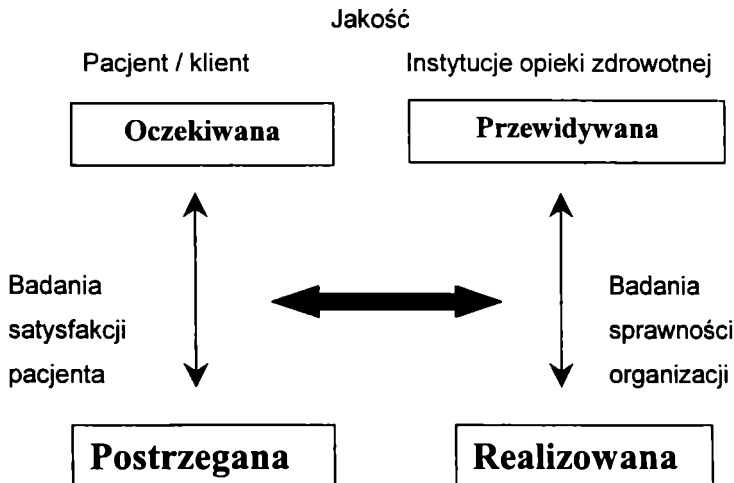 Jakość
Pacjent / klient
Instytucje opieki zdrowotnej
Oczekiwana
Przewidywana
Badania
satysfakcji
pacjenta
Badania
sprawności
organizacji
Postrzegana
Realizowana